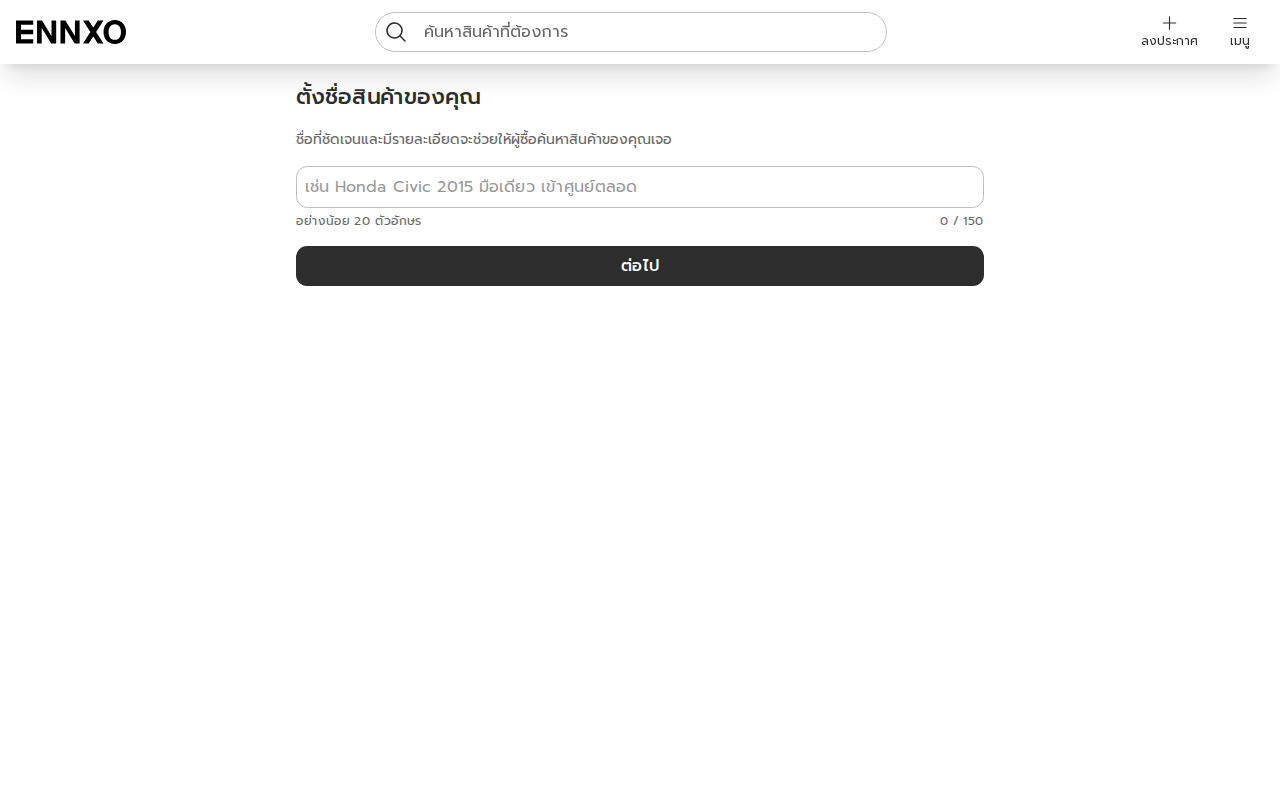 ENNXO
ค้นหาสินค้าที่ต้องการ
ลงประกาศ
เมนู
ตั้งชื่อสินค้าของคุณ
ชื่อที่ชัดเจนและมีรายละเอียดจะช่วยให้ผู้ซื้อค้นหาสินค้าของคุณเจอ
เช่น Honda Civic 2015 มือเดียว เข้าศูนย์ตลอด
อย่างน้อย 20 ตัวอักษร
0 / 150
ต่อไป